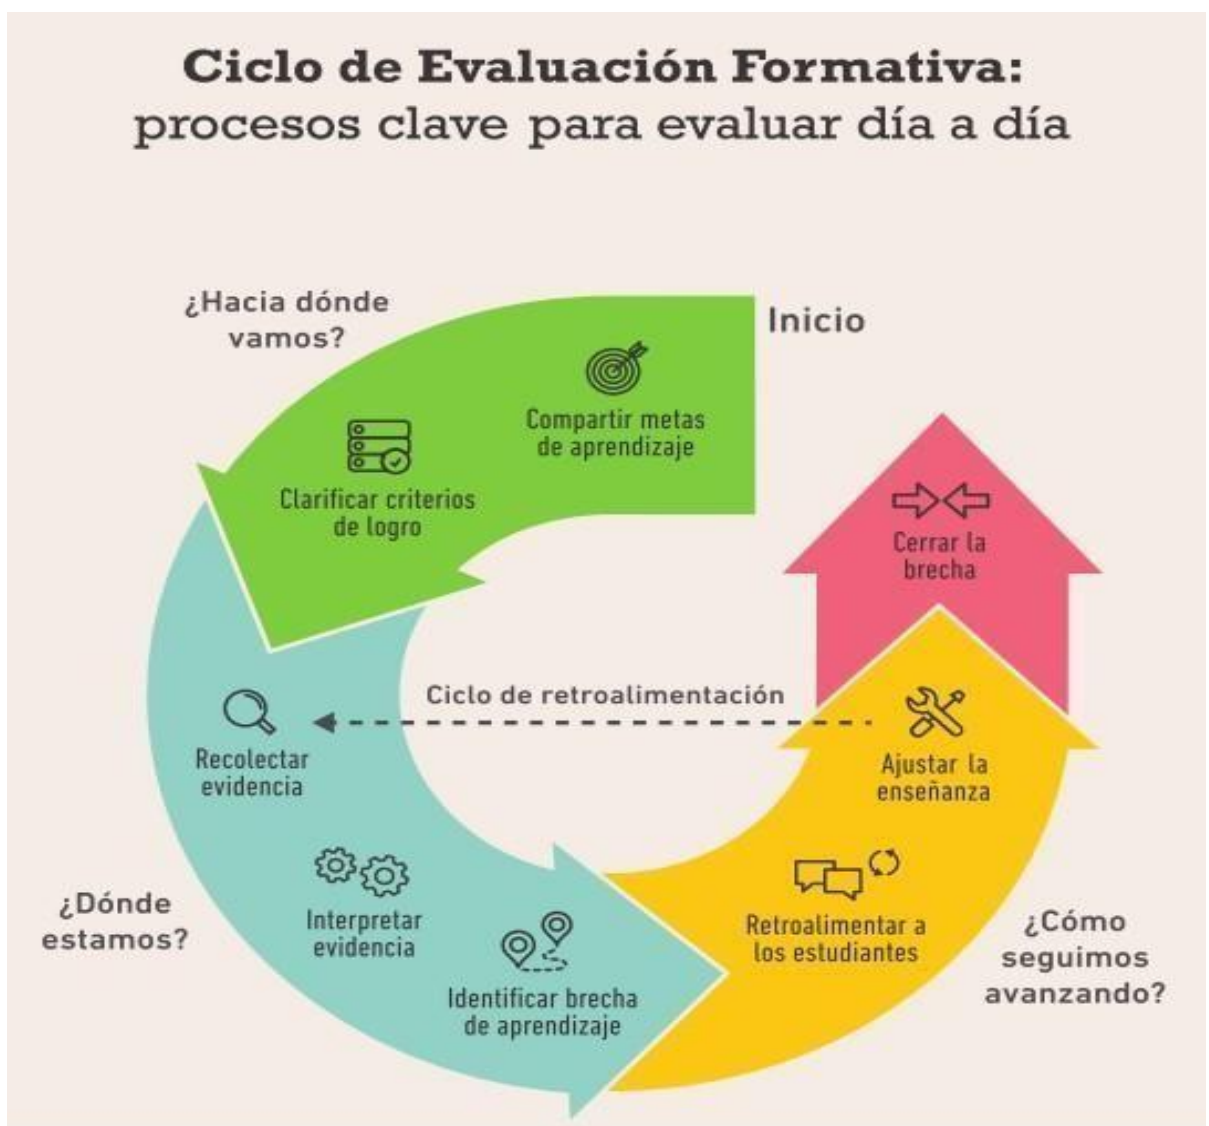 Ciclo de Evaluación Formativa:
procesos clave para evaluar día a día
¿Hacia dónde
vamos?
Inicio
Compartir metas
de aprendizaje
Clarificar criterios
de logro
Cerrar la
brecha
Ciclo de retroalimentación
Recolectar
evidencia
Ajustar la
enseñanza
¿Dónde
estamos?
Interpretar
evidencia
Identificar brecha
de aprendizaje
Retroalimentar a
los estudiantes
¿Cómo
seguimos
avanzando?